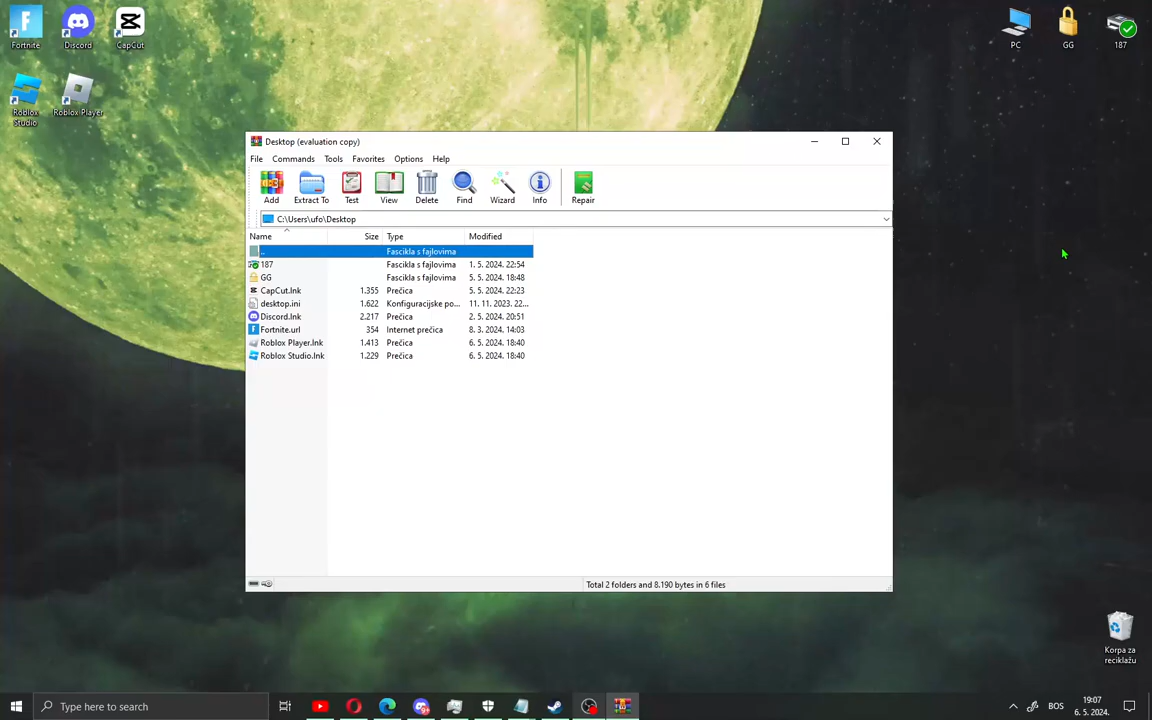 Fortnite
Discord
CapCut
PC
GG
187
Roblox
Studio
Roblox Player
Desktop (evaluation copy)
File Commands Tools Favorites Options Help
Add Extract To Test View Delete Find Wizard Info Repair
C:\Users\ufo\Desktop
Name Size Type Modified
.. Fascikla s fajlovima
187 Fascikla s fajlovima 1. 5. 2024. 22:54
GG Fascikla s fajlovima 5. 5. 2024. 18:48
CapCut.lnk 1.355 Prečica 5. 5. 2024. 22:23
desktop.ini 1.622 Konfiguracijske po... 11. 11. 2023. 22...
Discord.lnk 2.217 Prečica 2. 5. 2024. 20:51
Fortnite.url 354 Internet prečica 8. 3. 2024. 14:03
Roblox Player.lnk 1.413 Prečica 6. 5. 2024. 18:40
Roblox Studio.lnk 1.229 Prečica 6. 5. 2024. 18:40
Total 2 folders and 8.190 bytes in 6 files
Korpa za
reciklažu
Type here to search
BOS
19:07
6. 5. 2024.